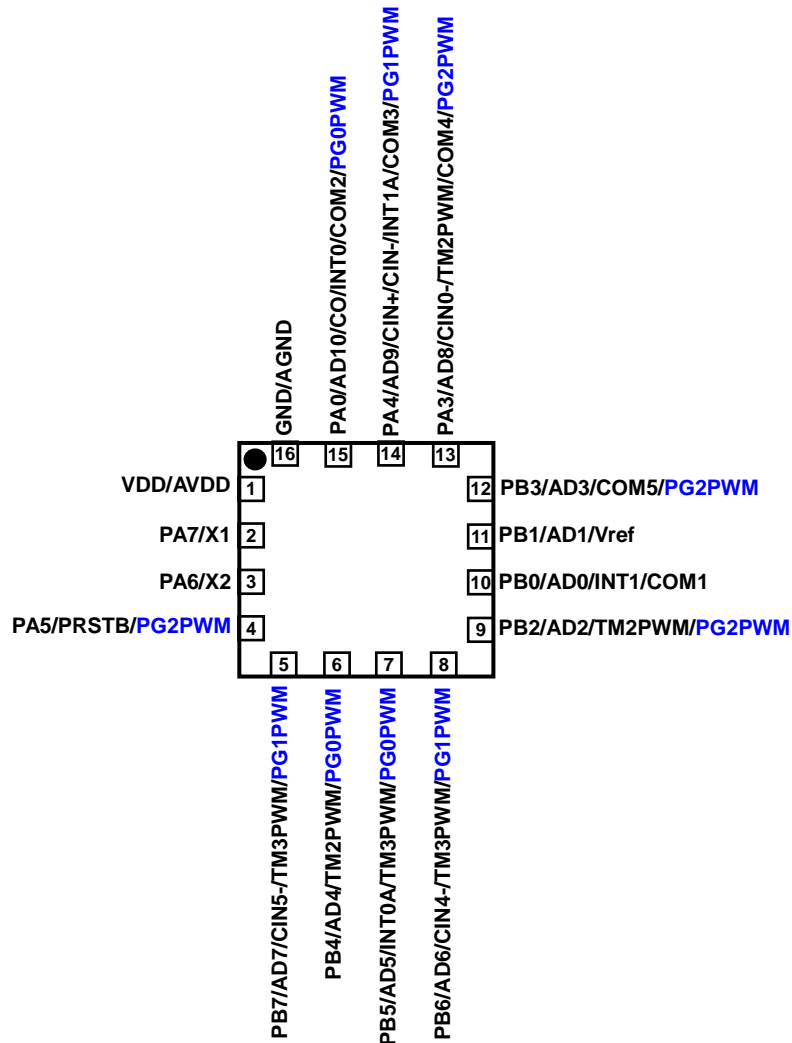 GND/AGND
PA0/AD10/CO/INT0/COM2/PG0PWM
PA4/AD9/CIN+/CIN-/INT1A/COM3/PG1PWM
PA3/AD8/CIN0-/TM2PWM/COM4/PG2PWM
16
15
14
13
VDD/AVDD
1
PA7/X1
2
PA6/X2
3
PA5/PRSTB/PG2PWM
4
12
PB3/AD3/COM5/PG2PWM
11
PB1/AD1/Vref
10
PB0/AD0/INT1/COM1
9
PB2/AD2/TM2PWM/PG2PWM
5
6
7
8
PB7/AD7/CIN5-/TM3PWM/PG1PWM
PB4/AD4/TM2PWM/PG0PWM
PB5/AD5/INT0A/TM3PWM/PG0PWM
PB6/AD6/CIN4-/TM3PWM/PG1PWM